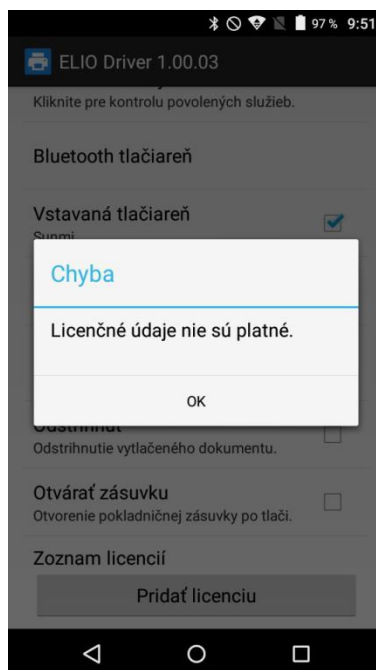 97 % 9:51
ELIO Driver 1.00.03
Kliknite pre kontrolu povolených služieb.
Bluetooth tlačiareň
Vstavaná tlačiareň
Sunmi
Chyba
Licenčné údaje nie sú platné.
OK
Odstrihnúť
Odstrihnutie vytlačeného dokumentu.
Otvárať zásuvku
Otvorenie pokladničnej zásuvky po tlači.
Zoznam licencií
Pridať licenciu